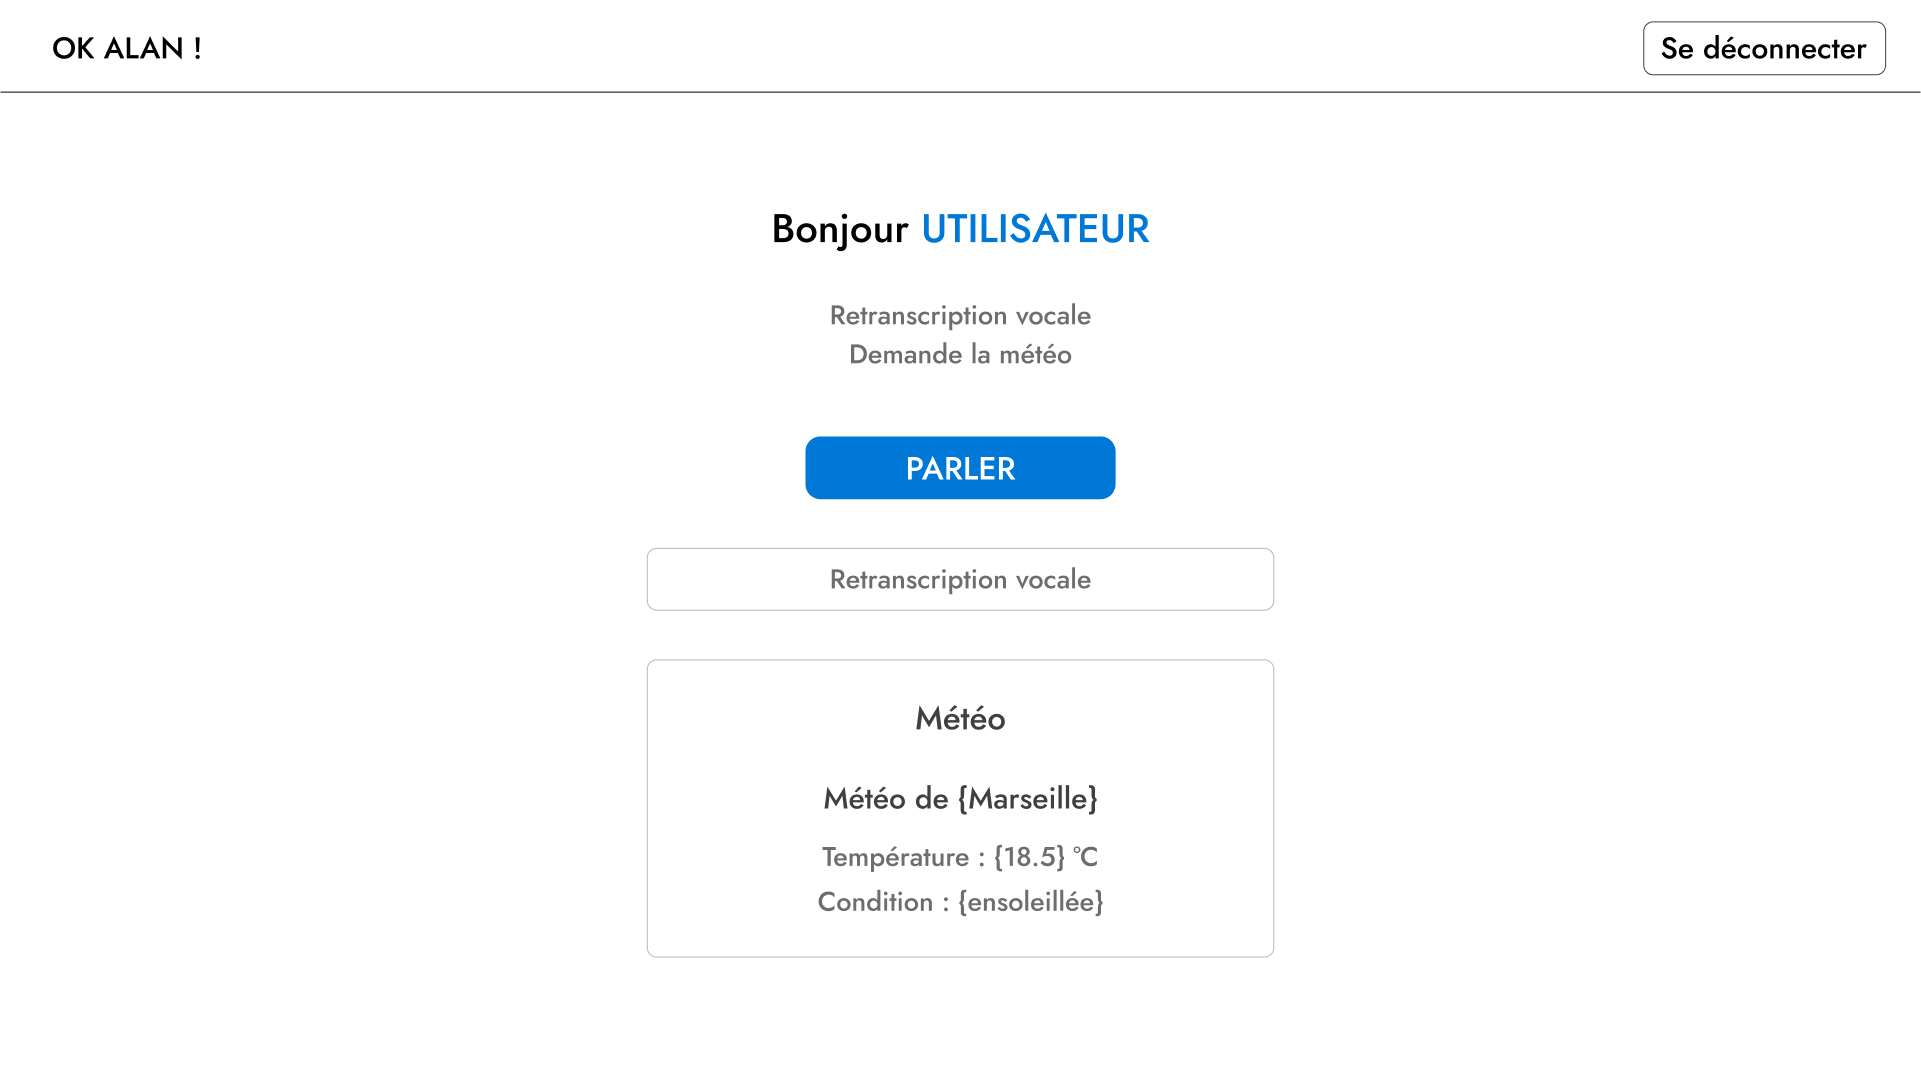 OK ALAN !
Se déconnecter
Bonjour UTILISATEUR
Retranscription vocale
Demande la météo
PARLER
Retranscription vocale
Météo
Météo de {Marseille}
Température : {18.5} °C
Condition : {ensoleillée}